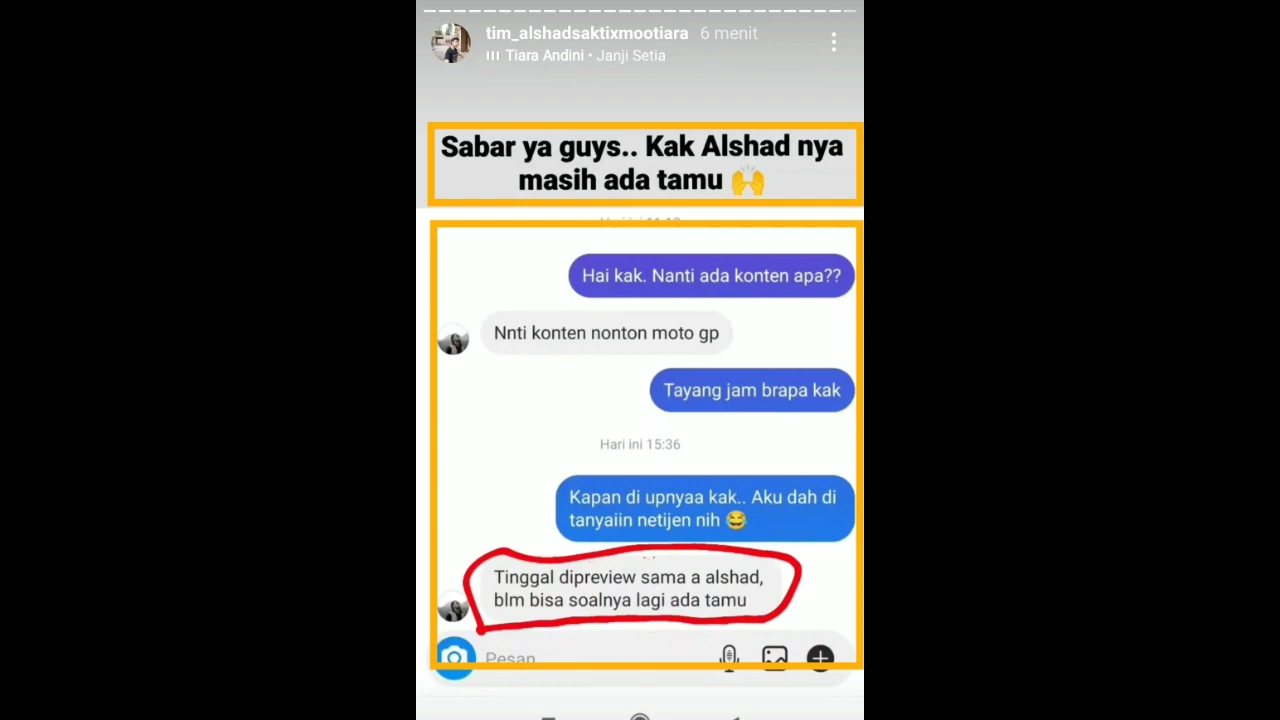 tim_alshadsaktixmootiara 6 menit
Tiara Andini • Janji Setia
Sabar ya guys.. Kak Alshad nya
masih ada tamu 🙌
Hai kak. Nanti ada konten apa??
Nnti konten nonton moto gp
Tayang jam brapa kak
Hari ini 15:36
Kapan di upnyaa kak.. Aku dah di
tanyaiin netijen nih 😂
Tinggal dipreview sama a alshad,
blm bisa soalnya lagi ada tamu
Pesan